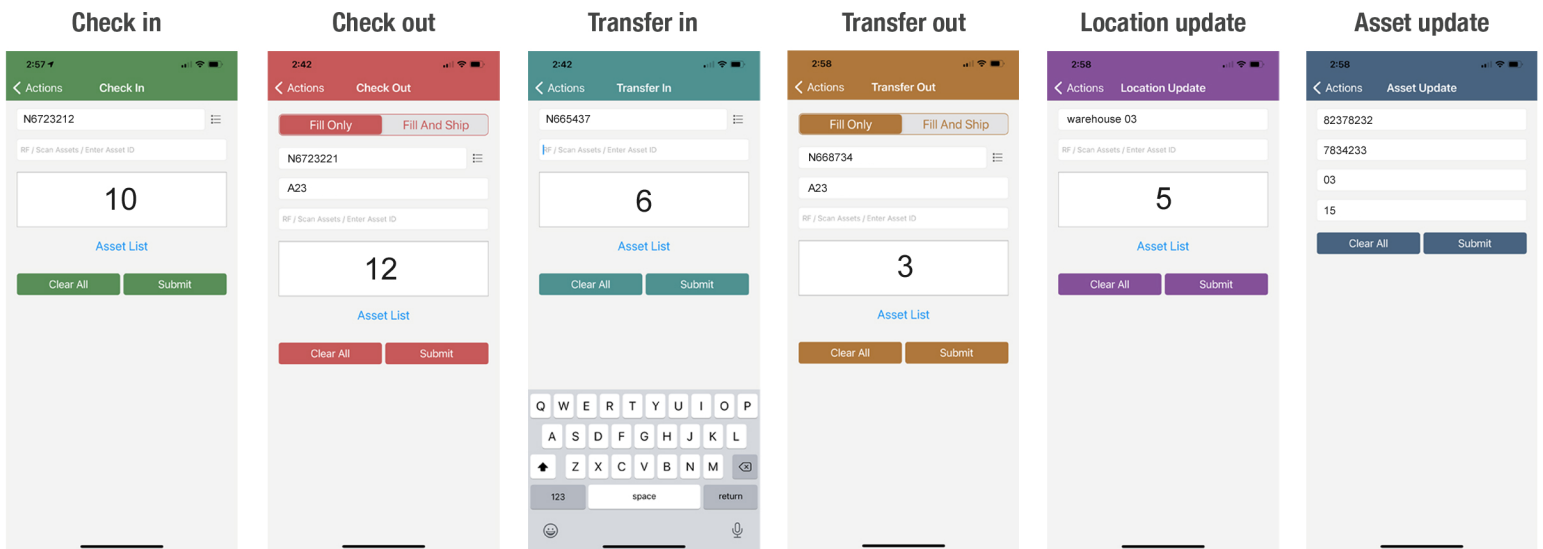 Check in
2:57
Actions
Check In
N6723212
RF / Scan Assets / Enter Asset ID
10
Asset List
Clear All
Submit
Check out
2:42
Actions
Check Out
Fill Only
Fill And Ship
N6723221
A23
RF / Scan Assets / Enter Asset ID
12
Asset List
Clear All
Submit
Transfer in
2:42
Actions
Transfer In
N665437
RF / Scan Assets / Enter Asset ID
6
Asset List
Clear All
Submit
Q W E R T Y U I O P
A S D F G H J K L
Z X C V B N M
123
space
return
Transfer out
2:58
Actions
Transfer Out
Fill Only
Fill And Ship
N668734
A23
RF / Scan Assets / Enter Asset ID
3
Asset List
Clear All
Submit
Location update
2:58
Actions
Location Update
warehouse 03
RF / Scan Assets / Enter Asset ID
5
Asset List
Clear All
Submit
Asset update
2:58
Actions
Asset Update
82378232
7834233
03
15
Clear All
Submit